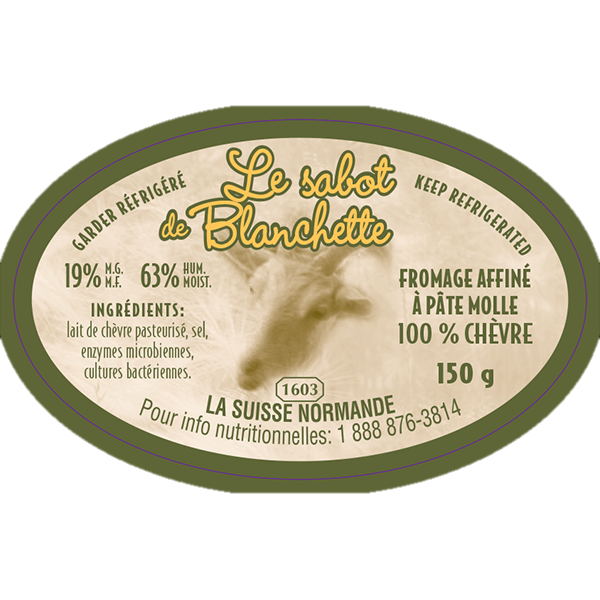 Le sabot
de Blanchette
GARDER RÉFRIGÉRÉ
KEEP REFRIGERATED
19% M.G. M.F. 63% HUM. MOIST.
INGRÉDIENTS:
lait de chèvre pasteurisé, sel,
enzymes microbiennes,
cultures bactériennes.
FROMAGE AFFINÉ
À PÂTE MOLLE
100 % CHÈVRE
150 g
1603
LA SUISSE NORMANDE
Pour info nutritionnelles: 1 888 876-3814